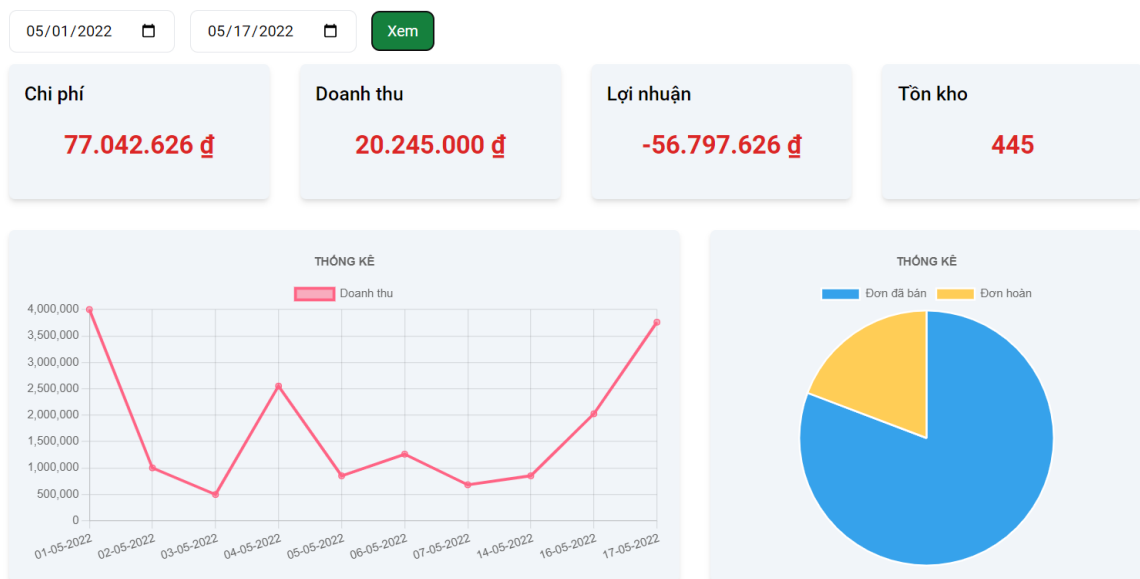 05/01/2022 05/17/2022 Xem
Chi phí
77.042.626 ₫
Doanh thu
20.245.000 ₫
Lợi nhuận
-56.797.626 ₫
Tồn kho
445
THỐNG KÊ
Doanh thu
4,000,000
3,500,000
3,000,000
2,500,000
2,000,000
1,500,000
1,000,000
500,000
0
01-05-2022 02-05-2022 03-05-2022 04-05-2022 05-05-2022 06-05-2022 07-05-2022 14-05-2022 16-05-2022 17-05-2022
THỐNG KÊ
Đơn đã bán Đơn hoàn